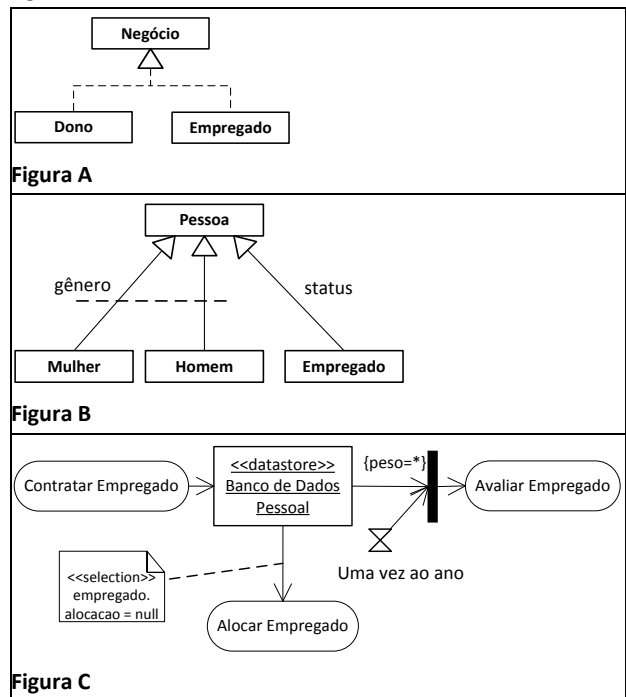 Negócio
Dono
Empregado
Figura A
Pessoa
gênero
status
Mulher
Homem
Empregado
Figura B
Contratar Empregado
<<datastore>>
Banco de Dados
Pessoal
{peso=*}
Avaliar Empregado
Uma vez ao ano
<<selection>>
empregado.
alocacao = null
Alocar Empregado
Figura C